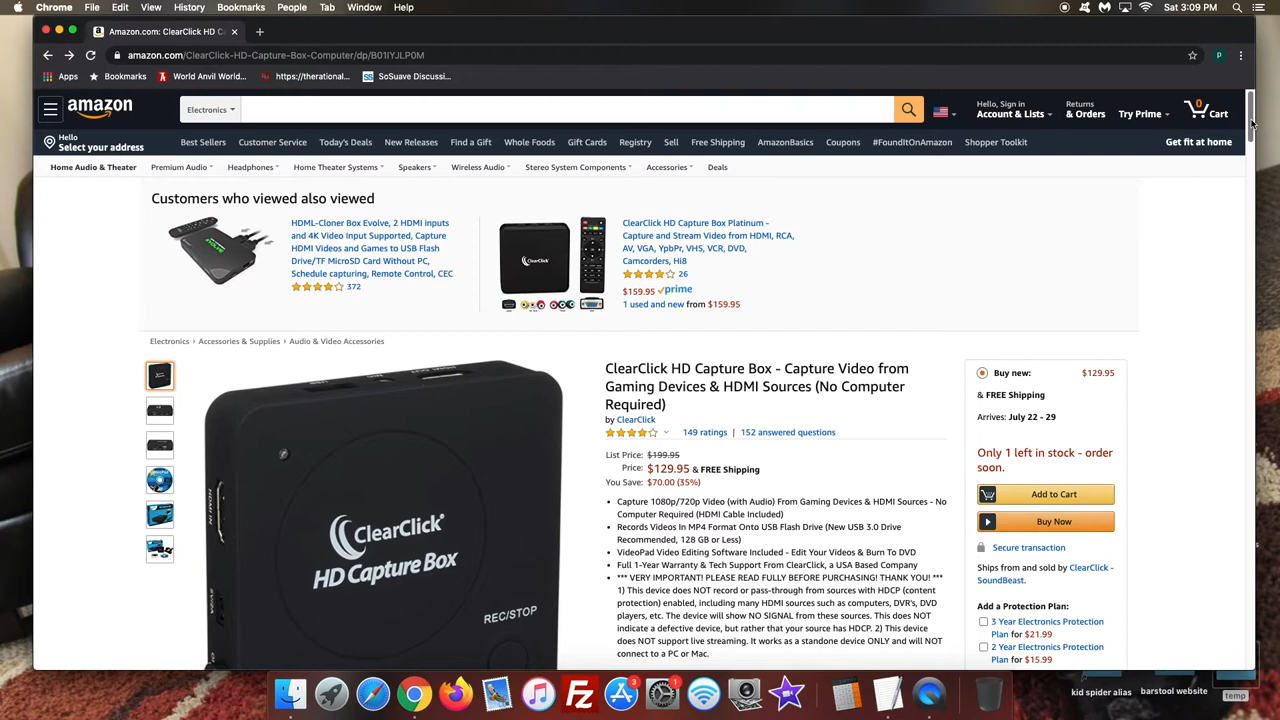 Chrome File Edit View History Bookmarks People Tab Window Help Sat 3:09 PM
Amazon.com: ClearClick HD C
amazon.com/ClearClick-HD-Capture-Box-Computer/dp/B01IYJLP0M
Apps Bookmarks World Anvil Worl... https://therational... SoSuave Discussi...
amazon Electronics Hello, Sign in Account & Lists Returns & Orders Try Prime 0 Cart
Hello
Select your address Best Sellers Customer Service Today's Deals New Releases Find a Gift Whole Foods Gift Cards Registry Sell Free Shipping AmazonBasics Coupons #FoundItOnAmazon Shopper Toolkit Get fit at home
Home Audio & Theater Premium Audio Headphones Home Theater Systems Speakers Wireless Audio Stereo System Components Accessories Deals
Customers who viewed also viewed
HDML-Cloner Box Evolve, 2 HDMI inputs
and 4K Video Input Supported, Capture
HDMI Videos and Games to USB Flash
Drive/TF MicroSD Card Without PC,
Schedule capturing, Remote Control, CEC
372
ClearClick HD Capture Box Platinum -
Capture and Stream Video from HDMI, RCA,
AV, VGA, YpbPr, VHS, VCR, DVD,
Camcorders, Hi8
26
$159.95 prime
1 used and new from $159.95
ClearClick
Electronics › Accessories & Supplies › Audio & Video Accessories
ClearClick
HD Capture Box
REC/STOP
HDMI IN
ClearClick HD Capture Box - Capture Video from
Gaming Devices & HDMI Sources (No Computer
Required)
by ClearClick
149 ratings | 152 answered questions
List Price: $199.95
Price: $129.95 & FREE Shipping
You Save: $70.00 (35%)
• Capture 1080p/720p Video (with Audio) From Gaming Devices & HDMI Sources - No
Computer Required (HDMI Cable Included)
• Records Videos In MP4 Format Onto USB Flash Drive (New USB 3.0 Drive
Recommended, 128 GB or Less)
• VideoPad Video Editing Software Included - Edit Your Videos & Burn To DVD
• Full 1-Year Warranty & Tech Support From ClearClick, a USA Based Company
• *** VERY IMPORTANT! PLEASE READ FULLY BEFORE PURCHASING! THANK YOU! ***
1) This device does NOT record or pass-through from sources with HDCP (content
protection) enabled, including many HDMI sources such as computers, DVR's, DVD
players, etc. The device will show NO SIGNAL from these sources. This does NOT
indicate a defective device, but rather that your source has HDCP. 2) This device
does NOT support live streaming. It works as a standone device ONLY and will NOT
connect to a PC or Mac.
Buy new: $129.95
& FREE Shipping
Arrives: July 22 - 29
Only 1 left in stock - order
soon.
Add to Cart
Buy Now
Secure transaction
Ships from and sold by ClearClick -
SoundBeast.
Add a Protection Plan:
3 Year Electronics Protection
Plan for $21.99
2 Year Electronics Protection
Plan for $15.99
3 1
kid spider alias barstool website temp